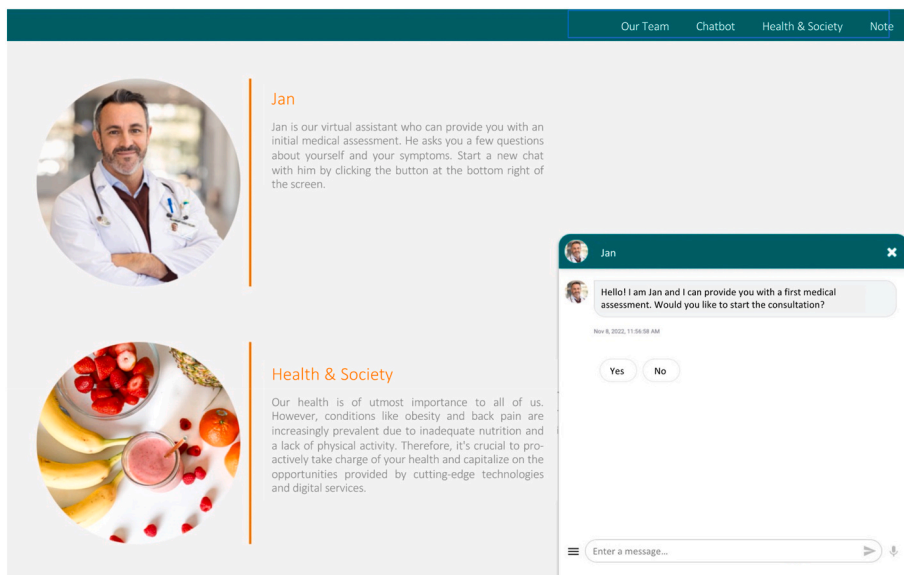 Our Team Chatbot Health & Society Note
Jan
Jan is our virtual assistant who can provide you with an
initial medical assessment. He asks you a few questions
about yourself and your symptoms. Start a new chat
with him by clicking the button at the bottom right of
the screen.
Health & Society
Our health is of utmost importance to all of us.
However, conditions like obesity and back pain are
increasingly prevalent due to inadequate nutrition and
a lack of physical activity. Therefore, it's crucial to pro-
actively take charge of your health and capitalize on the
opportunities provided by cutting-edge technologies
and digital services.
Jan
Hello! I am Jan and I can provide you with a first medical
assessment. Would you like to start the consultation?
Nov 8, 2022, 11:56:58 AM
Yes No
Enter a message...